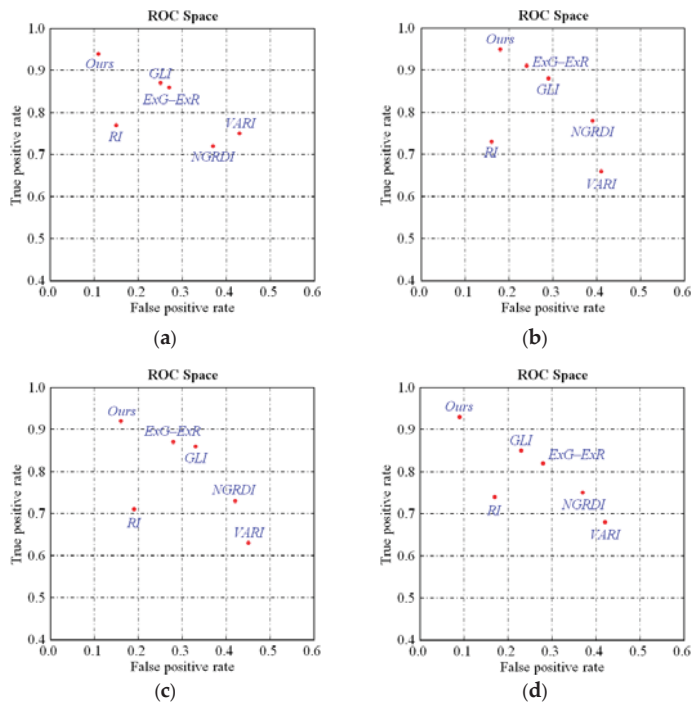 ROC Space
1.0
0.9
0.8
0.7
0.6
0.5
0.4
True positive rate
Ours
GLI
ExG–ExR
RI
VARI
NGRDI
0.0 0.1 0.2 0.3 0.4 0.5 0.6
False positive rate
(a)
ROC Space
1.0
0.9
0.8
0.7
0.6
0.5
0.4
True positive rate
Ours
ExG–ExR
GLI
NGRDI
RI
VARI
0.0 0.1 0.2 0.3 0.4 0.5 0.6
False positive rate
(b)
ROC Space
1.0
0.9
0.8
0.7
0.6
0.5
0.4
True positive rate
Ours
ExG–ExR
GLI
NGRDI
RI
VARI
0.0 0.1 0.2 0.3 0.4 0.5 0.6
False positive rate
(c)
ROC Space
1.0
0.9
0.8
0.7
0.6
0.5
0.4
True positive rate
Ours
GLI
ExG–ExR
RI
NGRDI
VARI
0.0 0.1 0.2 0.3 0.4 0.5 0.6
False positive rate
(d)